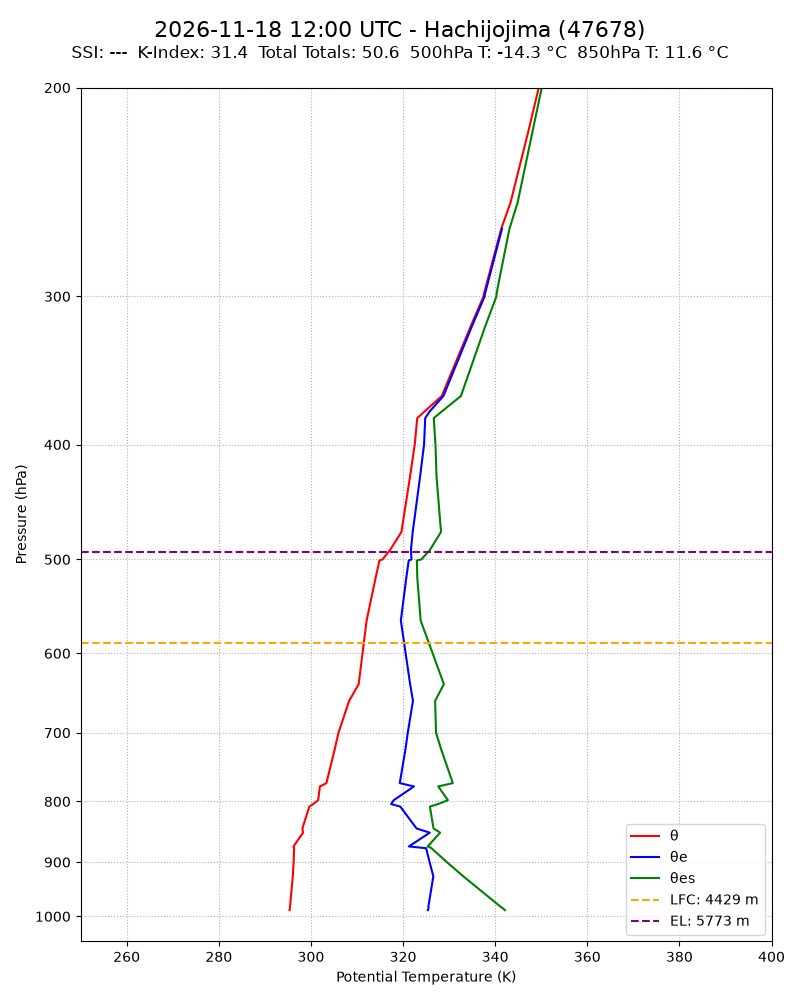 2026-11-18 12:00 UTC - Hachijojima (47678)
SSI: ---  K-Index: 31.4  Total Totals: 50.6  500hPa T: -14.3 °C  850hPa T: 11.6 °C
200
300
400
500
600
700
800
900
1000
Pressure (hPa)
260
280
300
320
340
360
380
400
Potential Temperature (K)
θ
θe
θes
LFC: 4429 m
EL: 5773 m